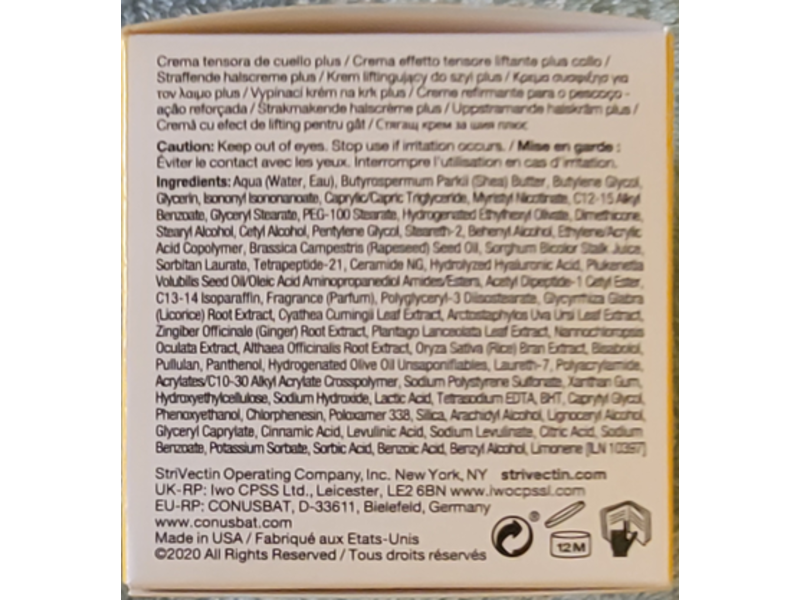 Crema tensora de cuello plus / Crema effetto tensore liftante plus collo /
Straffende halscreme plus / Krem liftingujący do szyi plus / Κρεμα συσφιξης για
τον λαιμο plus / Vypínací krém na krk plus / Creme refirmante para o pescoço -
ação reforçada / Strakmakende halscrème plus / Uppstramande halskräm plus /
Cremă cu efect de lifting pentru gât / Стягащ крем за шия плюс
Caution: Keep out of eyes. Stop use if irritation occurs. / Mise en garde :
Éviter le contact avec les yeux. Interrompre l'utilisation en cas d'irritation.
Ingredients: Aqua (Water, Eau), Butyrospermum Parkii (Shea) Butter, Butylene Glycol,
Glycerin, Isononyl Isononanoate, Caprylic/Capric Triglyceride, Myristyl Nicotinate, C12-15 Alkyl
Benzoate, Glyceryl Stearate, PEG-100 Stearate, Hydrogenated Ethylhexyl Olivate, Dimethicone,
Stearyl Alcohol, Cetyl Alcohol, Pentylene Glycol, Steareth-2, Behenyl Alcohol, Ethylene/Acrylic
Acid Copolymer, Brassica Campestris (Rapeseed) Seed Oil, Sorghum Bicolor Stalk Juice,
Sorbitan Laurate, Tetrapeptide-21, Ceramide NG, Hydrolyzed Hyaluronic Acid, Plukenetia
Volubilis Seed Oil/Oleic Acid Aminopropanediol Amides/Esters, Acetyl Dipeptide-1 Cetyl Ester,
C13-14 Isoparaffin, Fragrance (Parfum), Polyglyceryl-3 Diisostearate, Glycyrrhiza Glabra
(Licorice) Root Extract, Cyathea Cumingii Leaf Extract, Arctostaphylos Uva Ursi Leaf Extract,
Zingiber Officinale (Ginger) Root Extract, Plantago Lanceolata Leaf Extract, Nannochloropsis
Oculata Extract, Althaea Officinalis Root Extract, Oryza Sativa (Rice) Bran Extract, Bisabolol,
Pullulan, Panthenol, Hydrogenated Olive Oil Unsaponifiables, Laureth-7, Polyacrylamide,
Acrylates/C10-30 Alkyl Acrylate Crosspolymer, Sodium Polystyrene Sulfonate, Xanthan Gum,
Hydroxyethylcellulose, Sodium Hydroxide, Lactic Acid, Tetrasodium EDTA, BHT, Caprylyl Glycol,
Phenoxyethanol, Chlorphenesin, Poloxamer 338, Silica, Arachidyl Alcohol, Lignoceryl Alcohol,
Glyceryl Caprylate, Cinnamic Acid, Levulinic Acid, Sodium Levulinate, Citric Acid, Sodium
Benzoate, Potassium Sorbate, Sorbic Acid, Benzoic Acid, Benzyl Alcohol, Limonene [ILN 10397]
StriVectin Operating Company, Inc. New York, NY strivectin.com
UK-RP: Iwo CPSS Ltd., Leicester, LE2 6BN www.iwocpssl.com
EU-RP: CONUSBAT, D-33611, Bielefeld, Germany
www.conusbat.com
Made in USA / Fabriqué aux Etats-Unis
©2020 All Rights Reserved / Tous droits réservés
®
12M